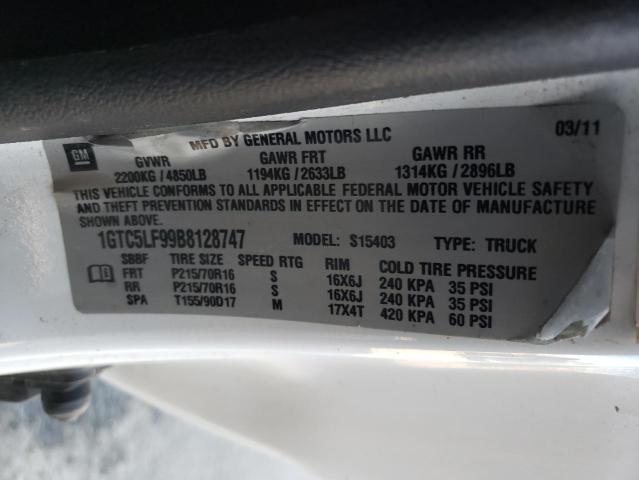 MFD BY GENERAL MOTORS LLC 03/11
GM
GVWR GAWR FRT GAWR RR
2200KG / 4850LB 1194KG / 2633LB 1314KG / 2896LB
THIS VEHICLE CONFORMS TO ALL APPLICABLE FEDERAL MOTOR VEHICLE SAFETY
AND THEFT PREVENTION STANDARDS IN EFFECT ON THE DATE OF MANUFACTURE
SHOWN ABOVE.
1GTC5LF99B8128747 MODEL: S15403 TYPE: TRUCK
SBBF TIRE SIZE SPEED RTG RIM COLD TIRE PRESSURE
FRT P215/70R16 S 16X6J 240 KPA 35 PSI
RR P215/70R16 S 16X6J 240 KPA 35 PSI
SPA T155/90D17 M 17X4T 420 KPA 60 PSI